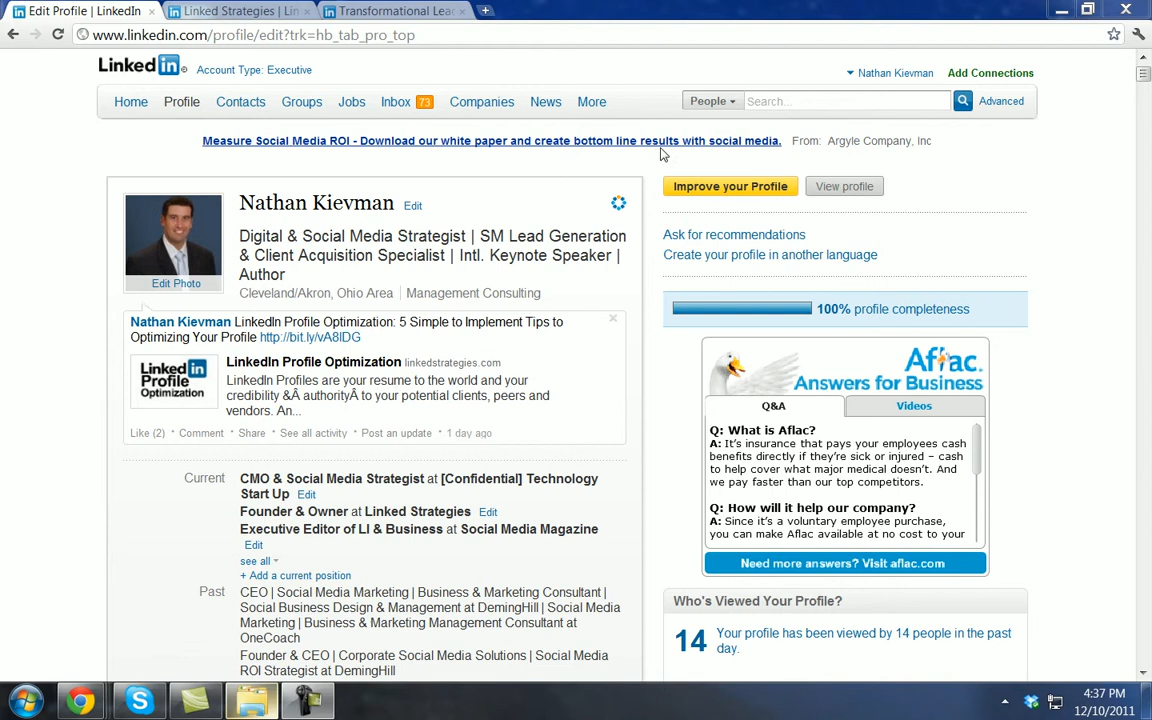 Edit Profile | LinkedIn
Linked Strategies | Lin
Transformational Lea
www.linkedin.com/profile/edit?trk=hb_tab_pro_top
Linked in
Account Type: Executive
Nathan Kievman
Add Connections
Home
Profile
Contacts
Groups
Jobs
Inbox 73
Companies
News
More
People
Search...
Advanced
Measure Social Media ROI - Download our white paper and create bottom line results with social media. From: Argyle Company, Inc
Nathan Kievman Edit
Digital & Social Media Strategist | SM Lead Generation
& Client Acquisition Specialist | Intl. Keynote Speaker |
Author
Cleveland/Akron, Ohio Area | Management Consulting
Edit Photo
Nathan Kievman LinkedIn Profile Optimization: 5 Simple to Implement Tips to
Optimizing Your Profile http://bit.ly/vA8IDG
Linked in
Profile
Optimization
LinkedIn Profile Optimization linkedstrategies.com
LinkedIn Profiles are your resume to the world and your
credibility &Â authorityÂ to your potential clients, peers and
vendors. An...
Like (2) • Comment • Share • See all activity • Post an update • 1 day ago
Current
CMO & Social Media Strategist at [Confidential] Technology
Start Up Edit
Founder & Owner at Linked Strategies Edit
Executive Editor of LI & Business at Social Media Magazine
Edit
see all
+ Add a current position
Past
CEO | Social Media Marketing | Business & Marketing Consultant |
Social Business Design & Management at DemingHill | Social Media
Marketing | Business & Marketing Management Consultant at
OneCoach
Founder & CEO | Corporate Social Media Solutions | Social Media
ROI Strategist at DemingHill
Improve your Profile
View profile
Ask for recommendations
Create your profile in another language
100% profile completeness
Aflac.
Answers for Business
Q&A
Videos
Q: What is Aflac?
A: It's insurance that pays your employees cash
benefits directly if they're sick or injured – cash
to help cover what major medical doesn't. And
we pay faster than our top competitors.
Q: How will it help our company?
A: Since it's a voluntary employee purchase,
you can make Aflac available at no cost to your
Need more answers? Visit aflac.com
Who's Viewed Your Profile?
14 Your profile has been viewed by 14 people in the past
day.
4:37 PM
12/10/2011